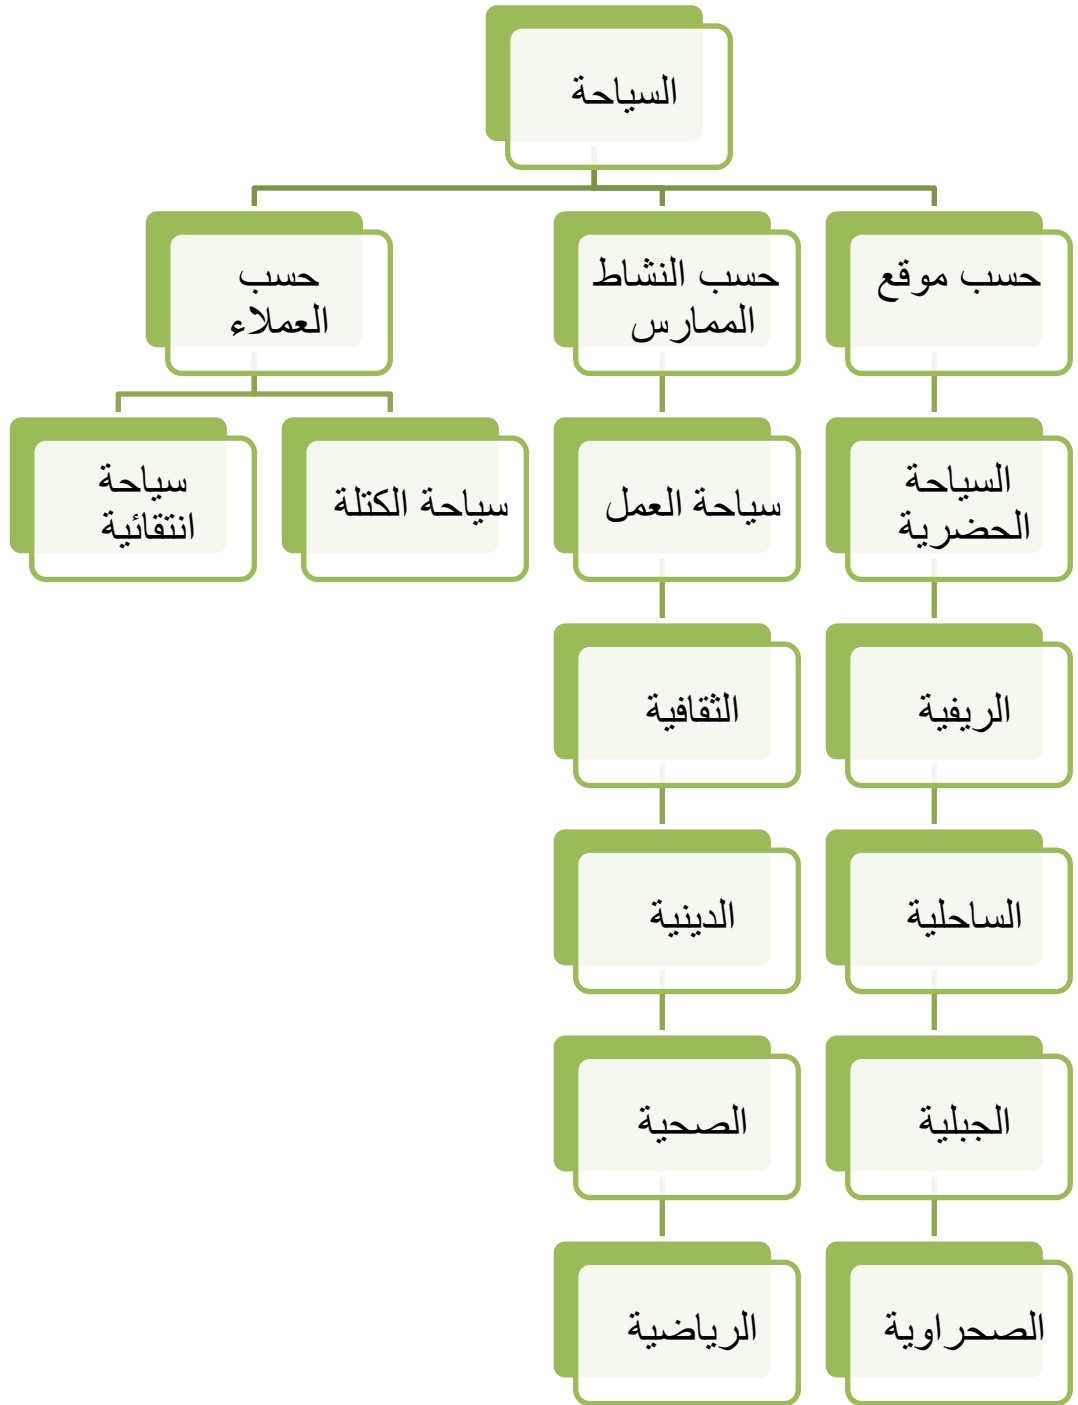 السياحة
حسب موقع
حسب النشاط
الممارس
حسب
العملاء
السياحة
الحضرية
سياحة العمل
سياحة الكتلة
سياحة
انتقائية
الريفية
الثقافية
الساحلية
الدينية
الجبلية
الصحية
الصحراوية
الرياضية